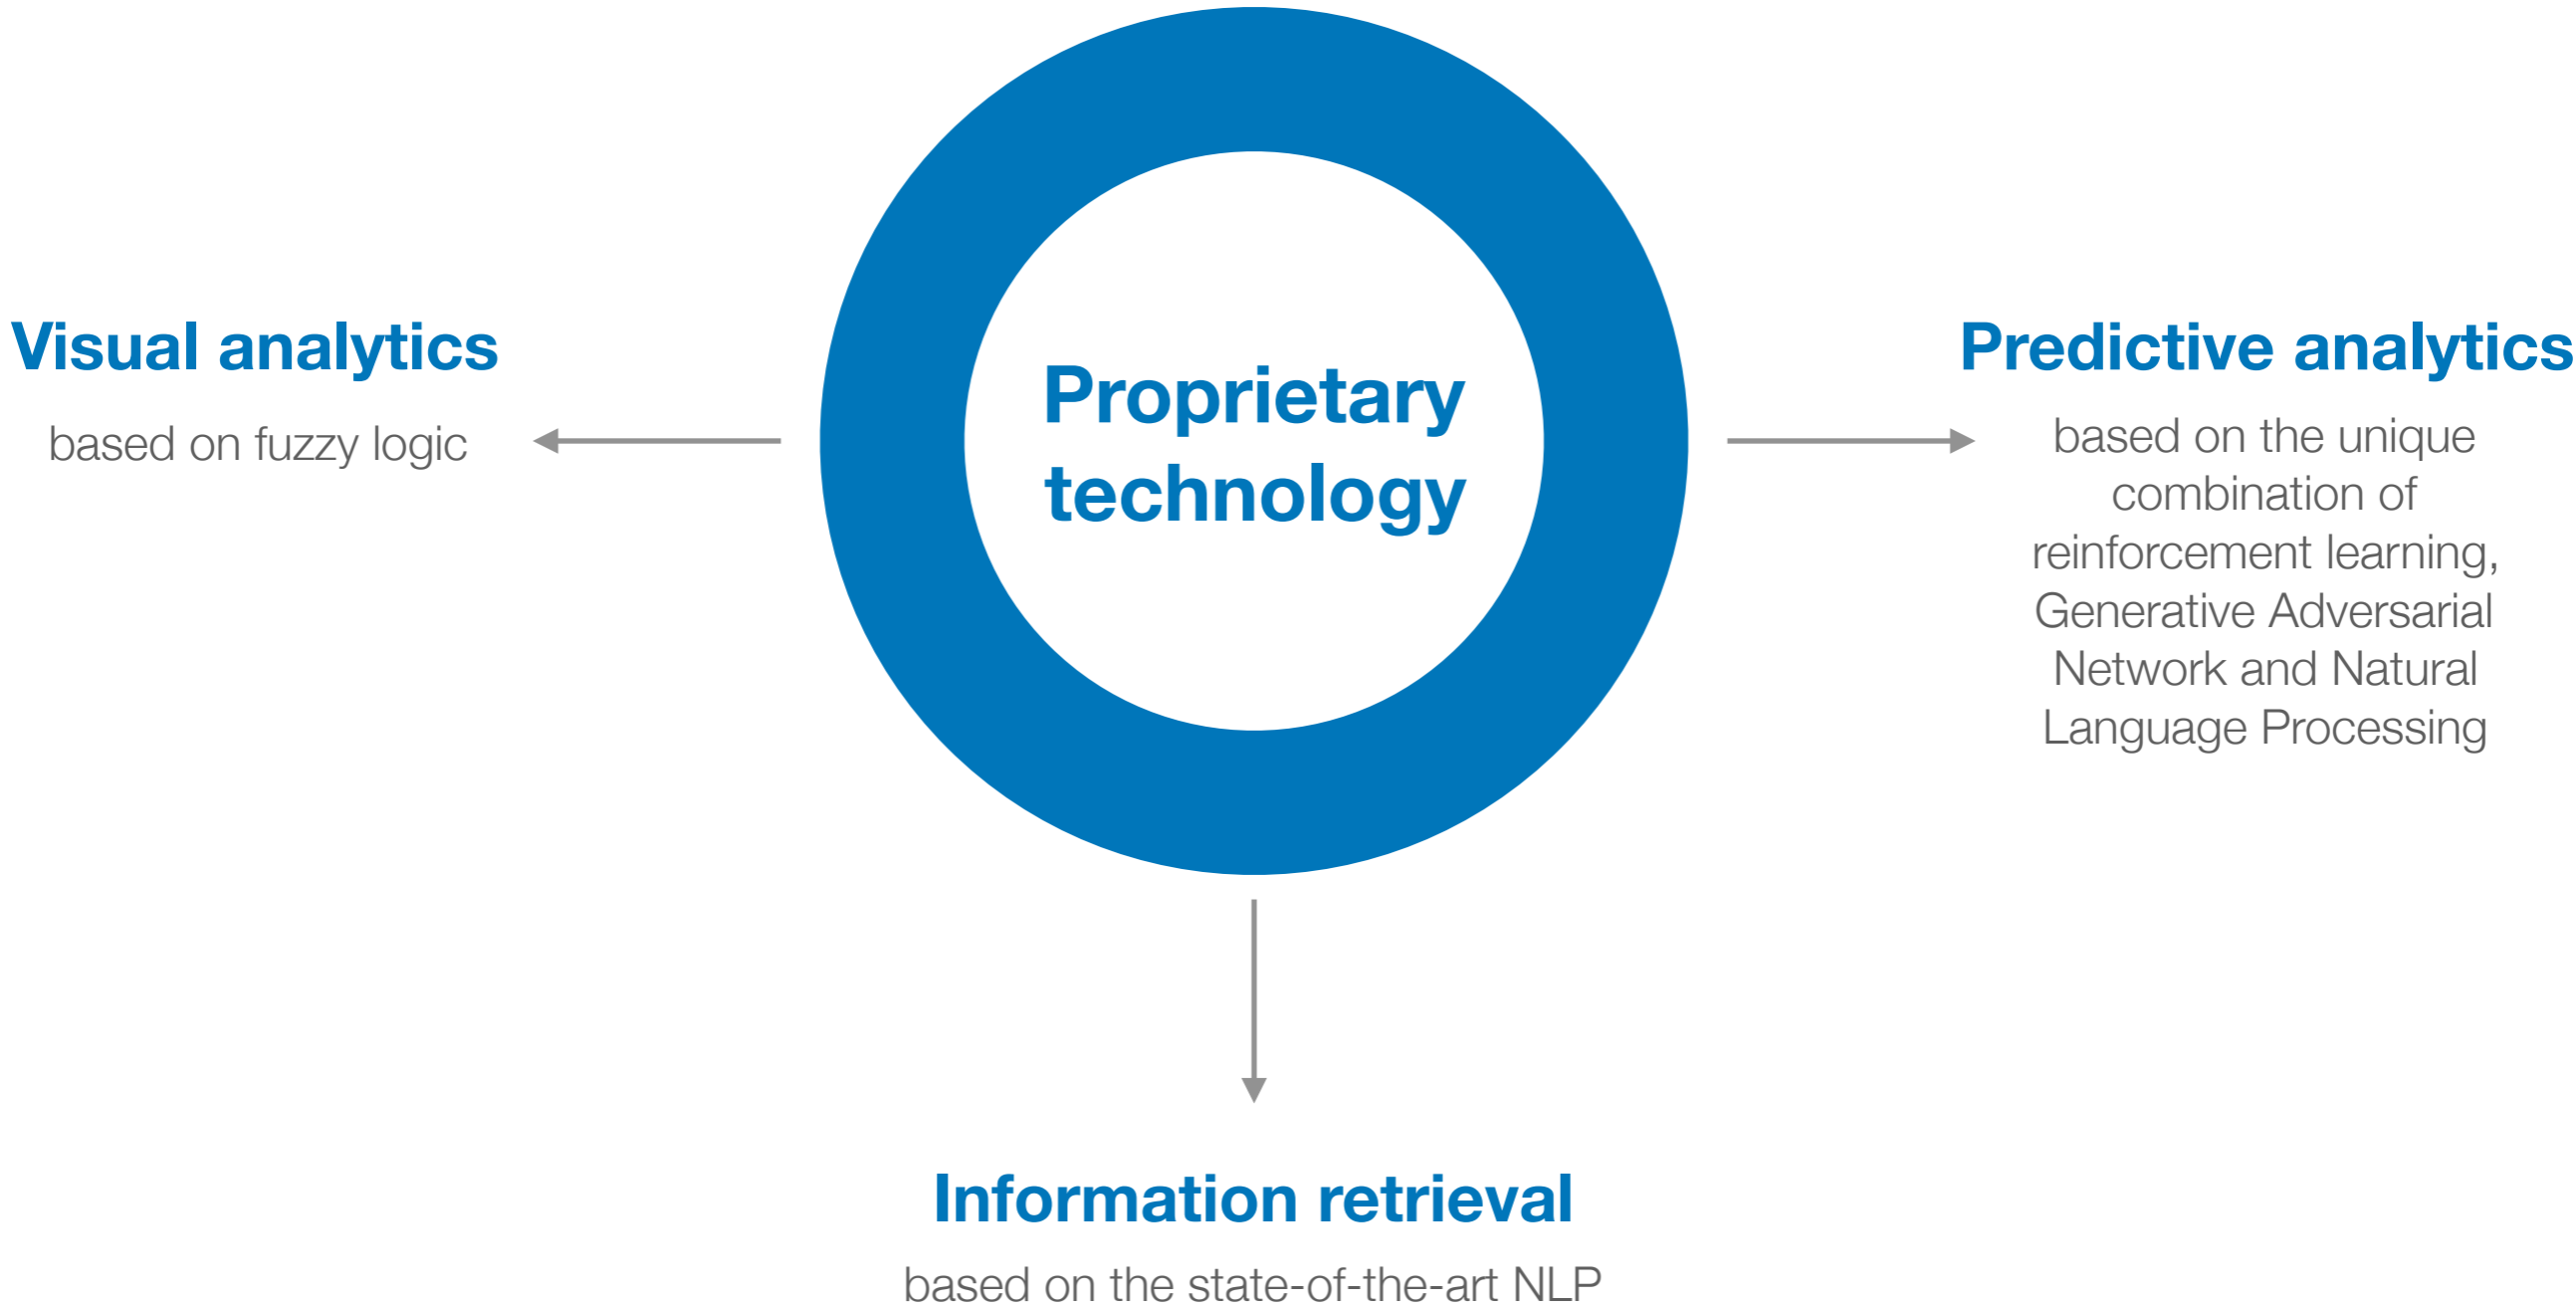 Visual analytics
based on fuzzy logic
Proprietary
technology
Predictive analytics
based on the unique
combination of
reinforcement learning,
Generative Adversarial
Network and Natural
Language Processing
Information retrieval
based on the state-of-the-art NLP